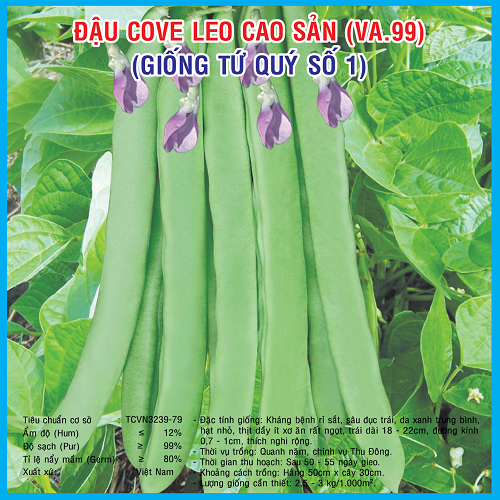 ĐẬU COVE LEO CAO SẢN (VA.99)
(GIỐNG TỨ QUÝ SỐ 1)
Tiêu chuẩn cơ sở TCVN3239-79
Ẩm độ (Hum) ≤ 12%
Độ sạch (Pur) ≥ 99%
Tỉ lệ nẩy mầm (Germ) ≥ 80%
Xuất xứ: Việt Nam
- Đặc tính giống: Kháng bệnh rỉ sắt, sâu đục trái, da xanh trung bình,
hạt nhỏ, thịt dầy ít xơ ăn rất ngọt, trái dài 18 - 22cm, đường kính
0,7 - 1cm, thích nghi rộng.
- Thời vụ trồng: Quanh năm, chính vụ Thu Đông.
- Thời gian thu hoạch: Sau 50 - 55 ngày gieo.
- Khoảng cách trồng: Hàng 50cm x cây 30cm.
- Lượng giống cần thiết: 2,5 - 3 kg/1.000m².